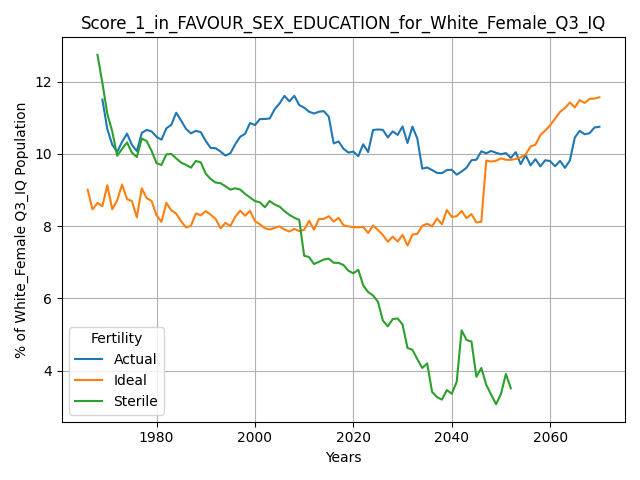 Score_1_in_FAVOUR_SEX_EDUCATION_for_White_Female_Q3_IQ
% of White_Female Q3_IQ Population
12
10
8
6
4
Fertility
Actual
Ideal
Sterile
1980 2000 2020 2040 2060
Years